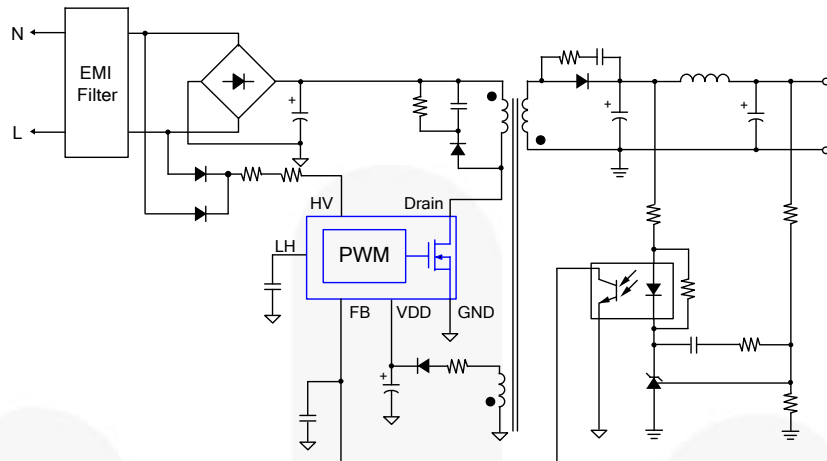 N
EMI
Filter
L
HV
Drain
LH
PWM
FB
VDD
GND
+
+
+
+